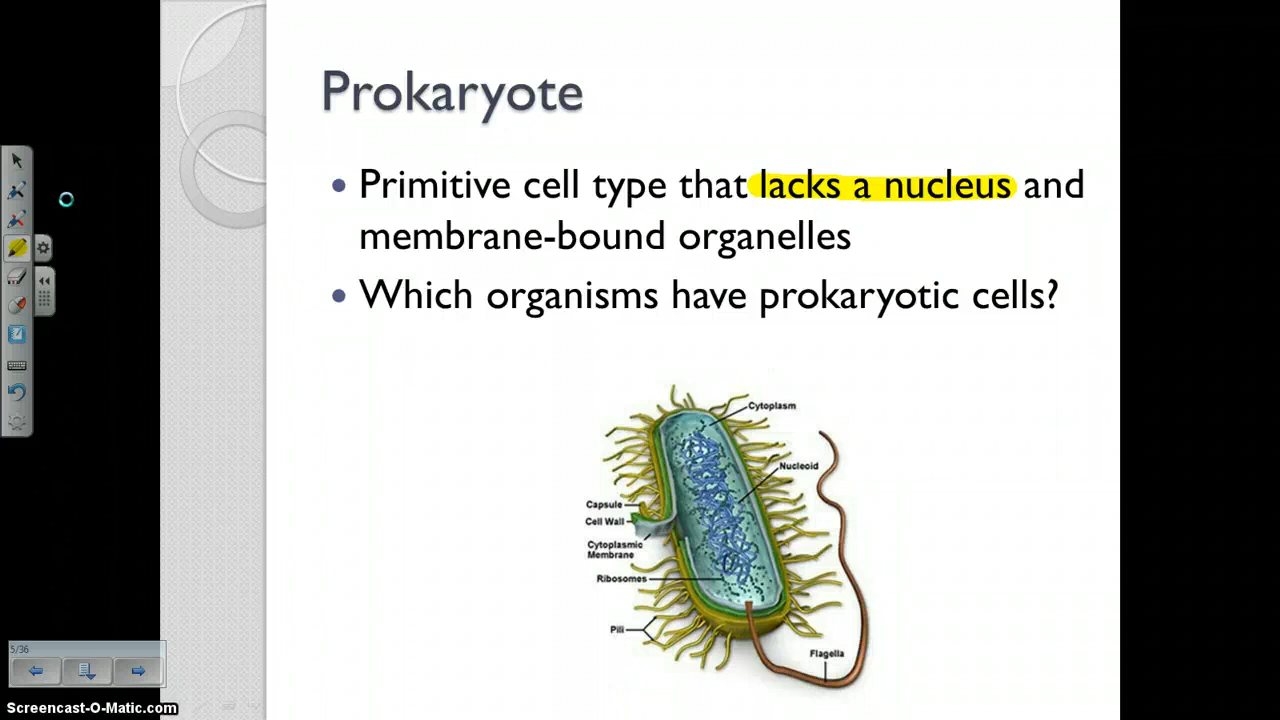 Prokaryote
Primitive cell type that lacks a nucleus and
membrane-bound organelles
Which organisms have prokaryotic cells?
Cytoplasm
Nucleoid
Capsule
Cell Wall
Cytoplasmic
Membrane
Ribosomes
Pili
Flagella
5/36
Screencast-O-Matic.com